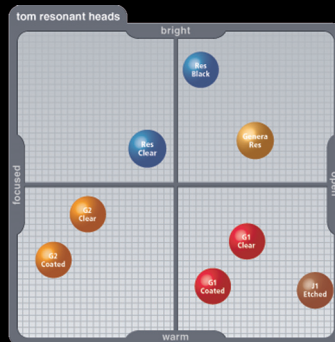 tom resonant heads
bright
Res
Black
Genera
Res
Res
Clear
focused
open
G2
Clear
G1
Clear
G2
Coated
G1
Coated
J1
Etched
warm